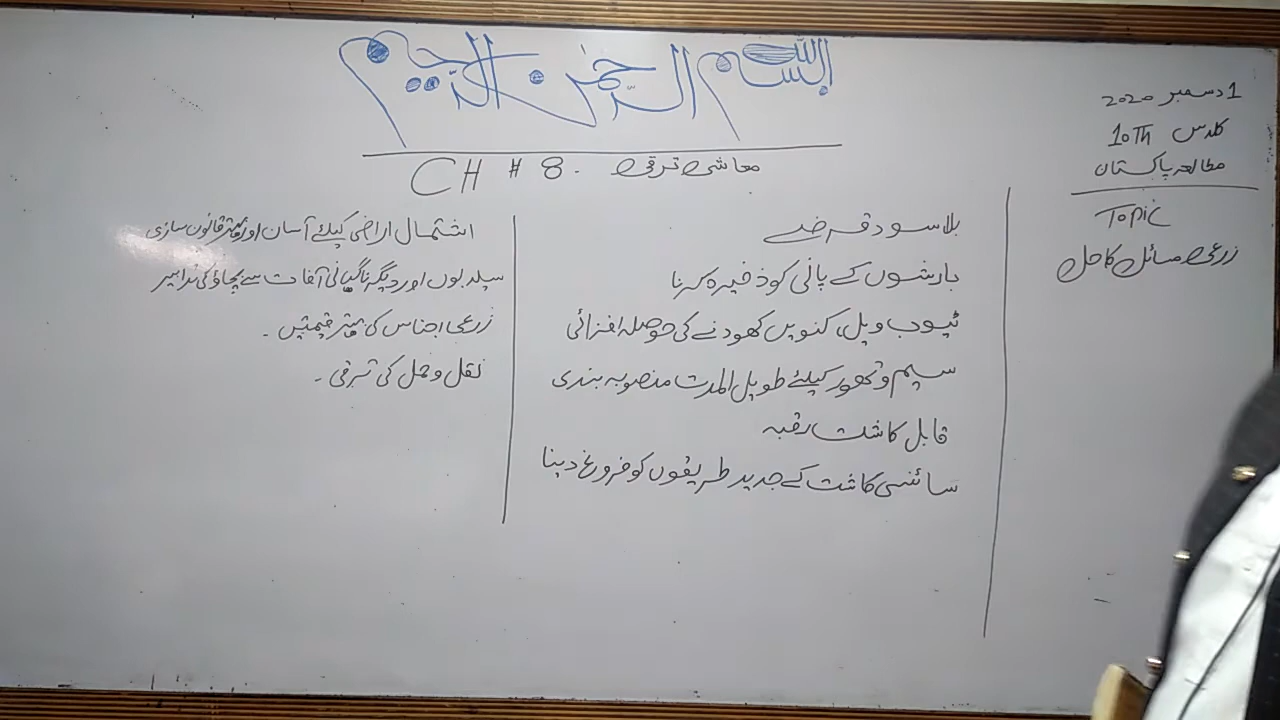 بسم اللہ الرحمن الرحیم
CH # 8. معاشی ترقی
1 دسمبر 2020
کلاس 10Th
مطالعہ پاکستان
Topic
زرعی مسائل کا حل
بلا سود قرضے
بارشوں کے پانی کو ذخیرہ کرنا
ٹیوب ویل، کنویں کھودنے کی حوصلہ افزائی
سیم و تھور کیلئے طویل المدت منصوبہ بندی
قابل کاشت رقبہ
سائنسی کاشت کے جدید طریقوں کو فروغ دینا
اشتمال اراضی کیلئے آسان اور بہتر قانون سازی
سیلابوں اور دیگر ناگہانی آفات سے بچاؤ کی تدابیر
زرعی اجناس کی بہتر قیمتیں ۔
نقل و حمل کی ترقی ۔